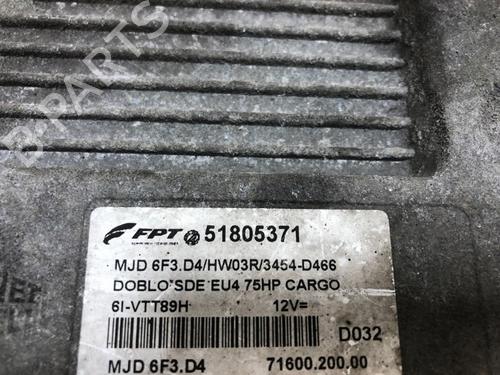 B-PARTS
FPT 51805371
MJD 6F3.D4/HW03R/3454-D466
DOBLO'SDE EU4 75HP CARGO
6I-VTT89H 12V=
D032
MJD 6F3.D4 71600.200.00